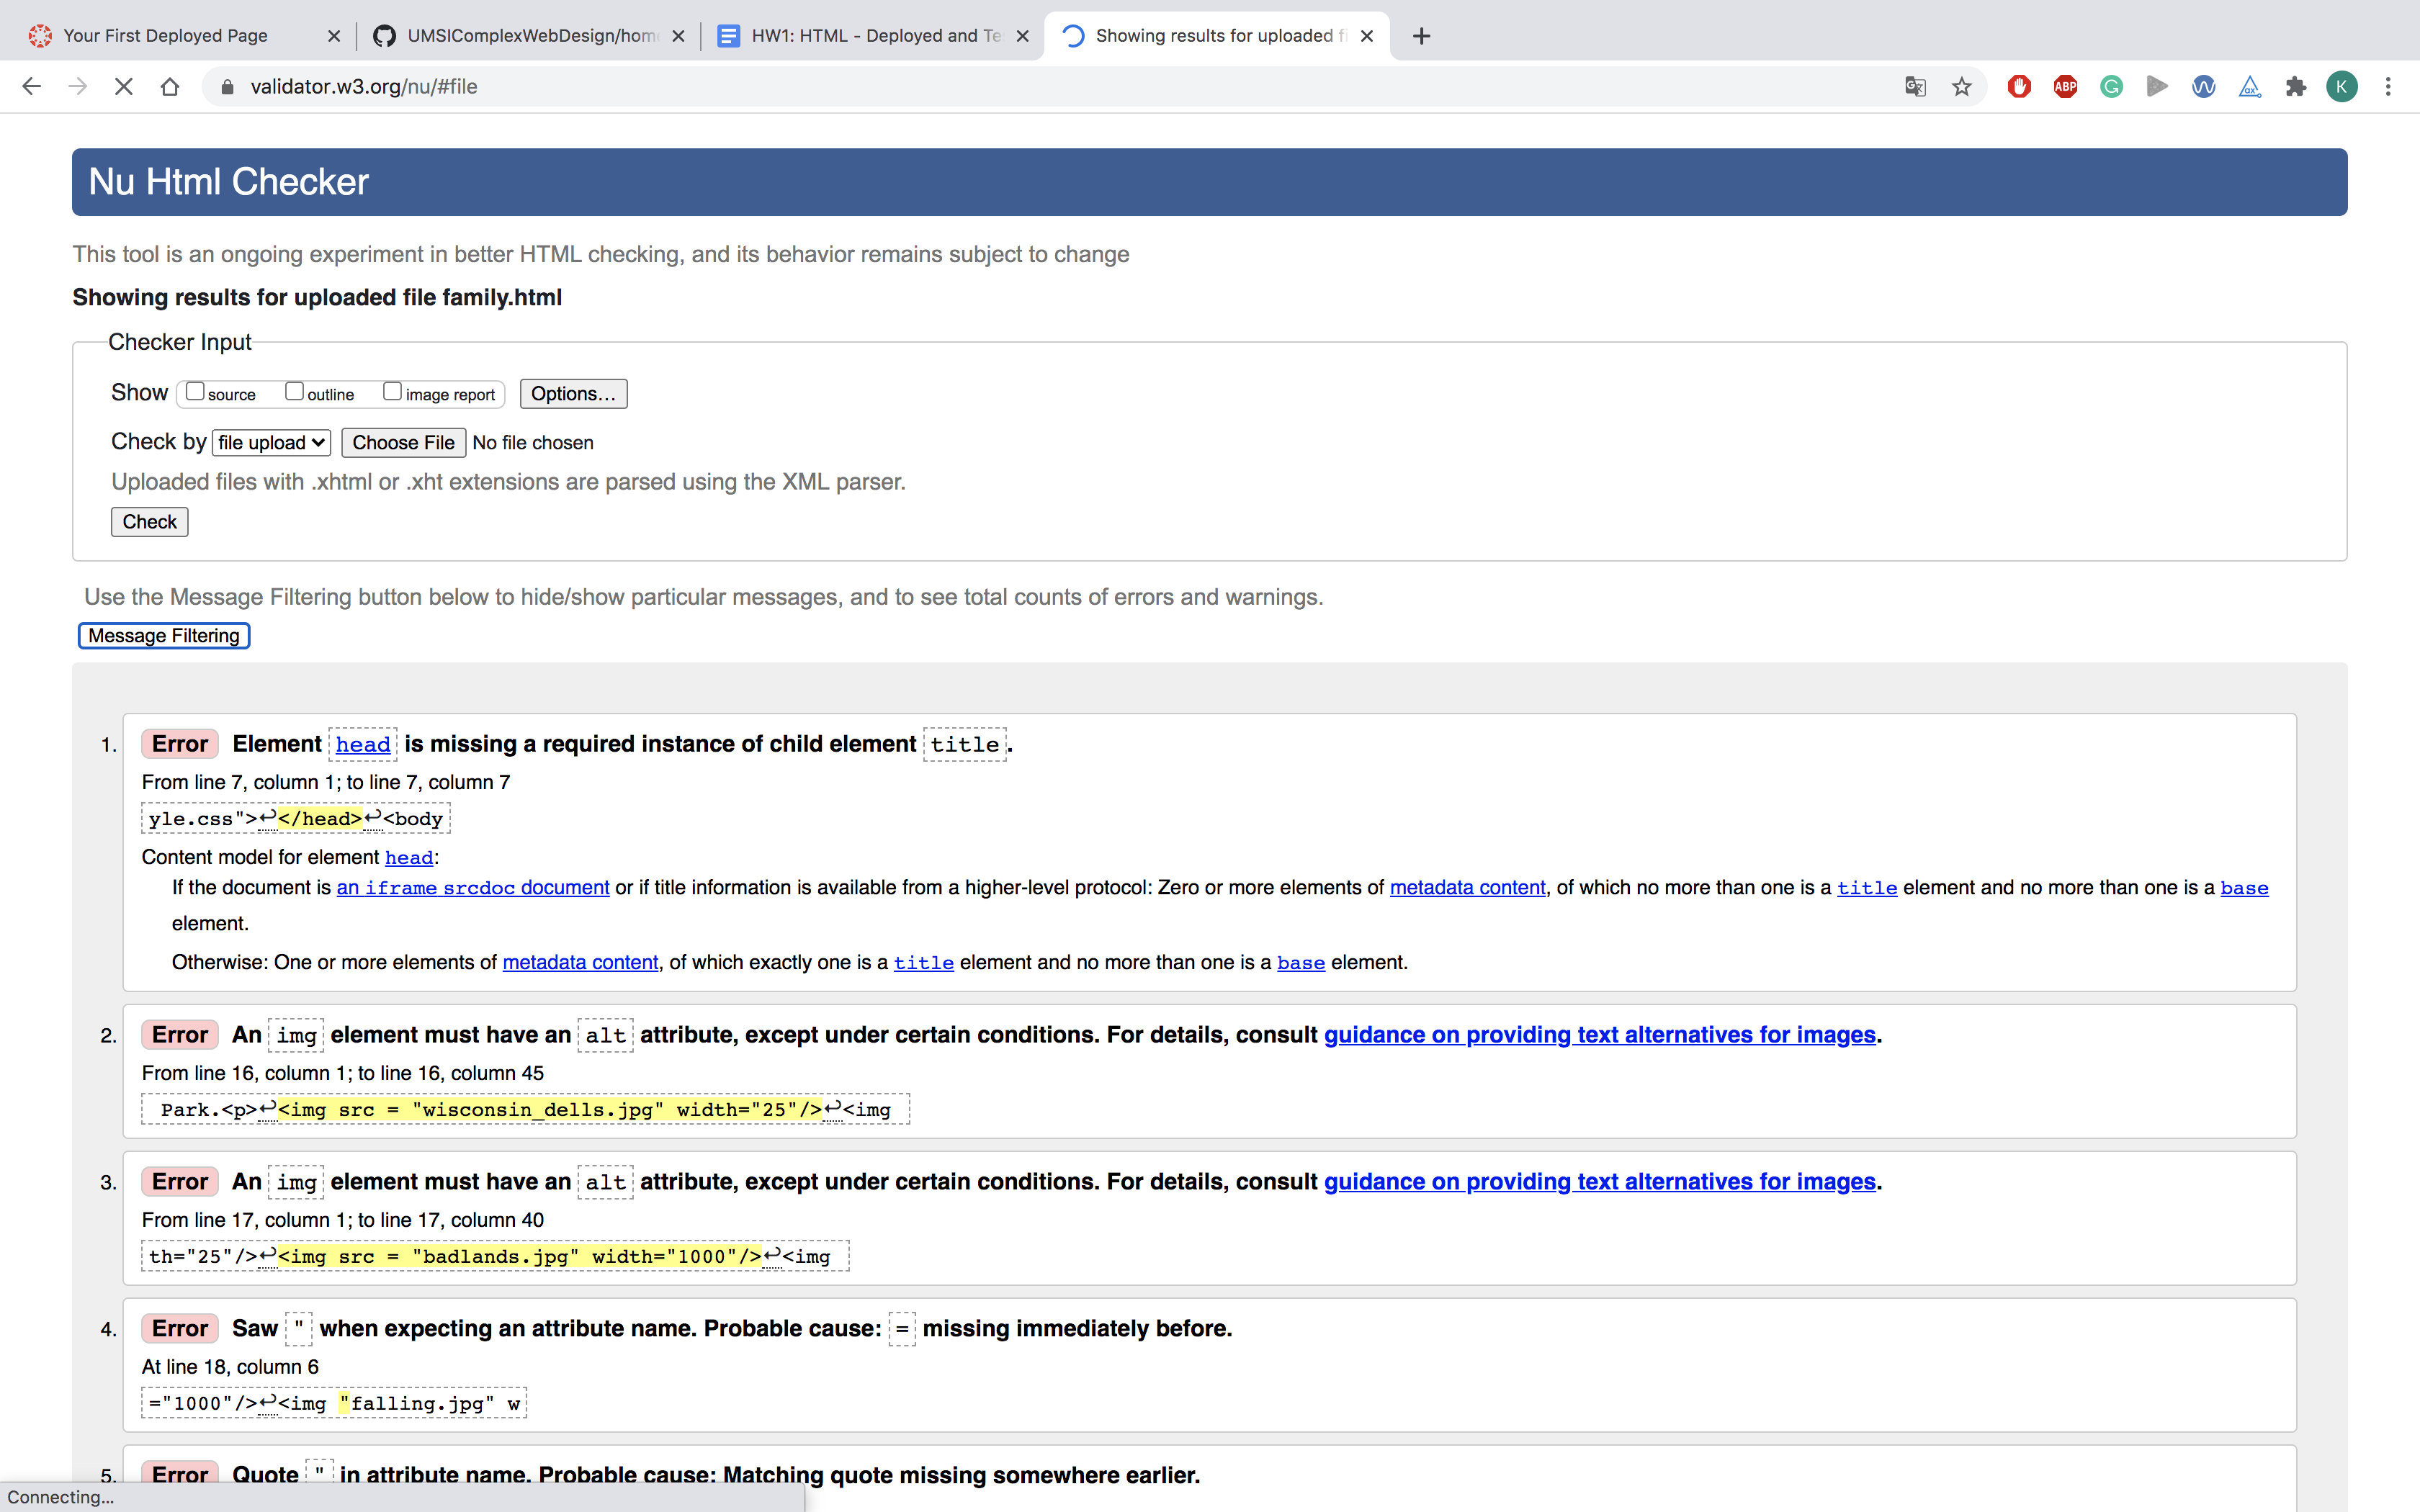 Your First Deployed Page
UMSIComplexWebDesign/hom
HW1: HTML - Deployed and Te
Showing results for uploaded fi
validator.w3.org/nu/#file
ABP
K
Nu Html Checker
This tool is an ongoing experiment in better HTML checking, and its behavior remains subject to change
Showing results for uploaded file family.html
Checker Input
Show source outline image report Options...
Check by file upload Choose File No file chosen
Uploaded files with .xhtml or .xht extensions are parsed using the XML parser.
Check
Use the Message Filtering button below to hide/show particular messages, and to see total counts of errors and warnings.
Message Filtering
1. Error Element head is missing a required instance of child element title.
From line 7, column 1; to line 7, column 7
yle.css">↩</head>↩<body
Content model for element head:
If the document is an iframe srcdoc document or if title information is available from a higher-level protocol: Zero or more elements of metadata content, of which no more than one is a title element and no more than one is a base
element.
Otherwise: One or more elements of metadata content, of which exactly one is a title element and no more than one is a base element.
2. Error An img element must have an alt attribute, except under certain conditions. For details, consult guidance on providing text alternatives for images.
From line 16, column 1; to line 16, column 45
Park.<p>↩<img src = "wisconsin_dells.jpg" width="25"/>↩<img
3. Error An img element must have an alt attribute, except under certain conditions. For details, consult guidance on providing text alternatives for images.
From line 17, column 1; to line 17, column 40
th="25"/>↩<img src = "badlands.jpg" width="1000"/>↩<img
4. Error Saw " when expecting an attribute name. Probable cause: = missing immediately before.
At line 18, column 6
="1000"/>↩<img "falling.jpg" w
5. Error Quote " in attribute name. Probable cause: Matching quote missing somewhere earlier.
Connecting...